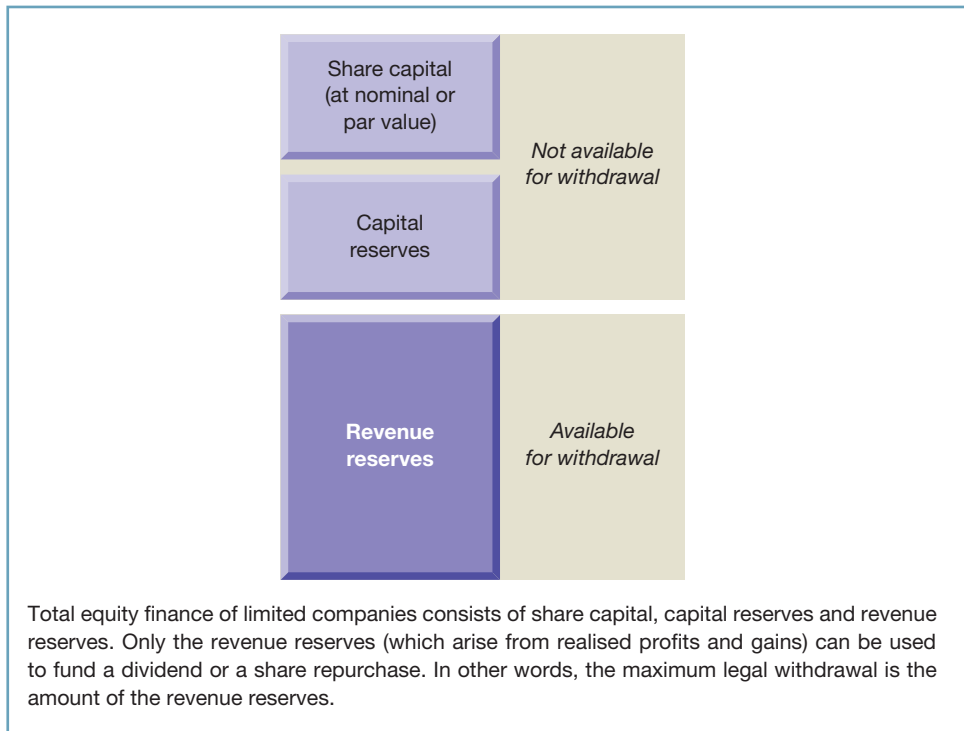 Share capital
(at nominal or
par value)
Not available
for withdrawal
Capital
reserves
Revenue
reserves
Available
for withdrawal
Total equity finance of limited companies consists of share capital, capital reserves and revenue
reserves. Only the revenue reserves (which arise from realised profits and gains) can be used
to fund a dividend or a share repurchase. In other words, the maximum legal withdrawal is the
amount of the revenue reserves.